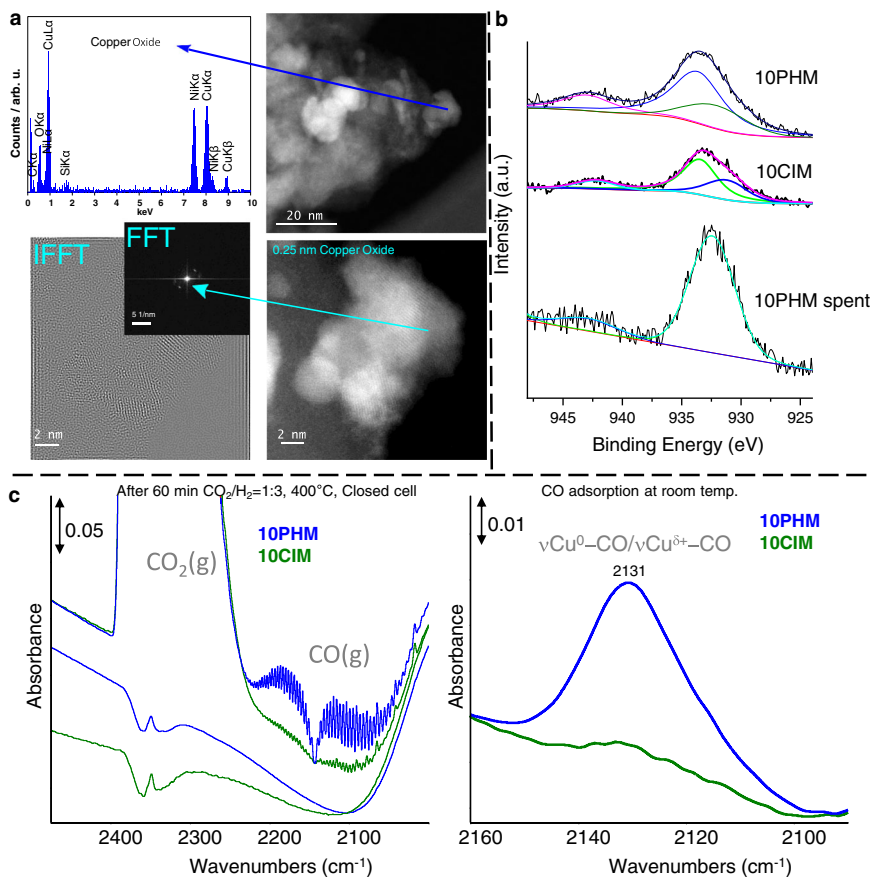 a
Counts / arb. u.
CuLα
Copper Oxide
CKα
OKα
NiLα
SiKα
NiKα
CuKα
NiKβ
CuKβ
0 1 2 3 4 5 6 7 8 9 10
keV
20 nm
IFFT
FFT
5 1/nm
2 nm
0.25 nm Copper Oxide
2 nm
b
Intensity (a.u.)
10PHM
10CIM
10PHM spent
945 940 935 930 925
Binding Energy (eV)
c
After 60 min CO2/H2=1:3, 400°C, Closed cell
0.05
10PHM
10CIM
CO2(g)
CO(g)
Absorbance
2400 2300 2200 2100
Wavenumbers (cm-1)
CO adsorption at room temp.
0.01
10PHM
10CIM
νCu0–CO/νCuδ+–CO
2131
Absorbance
2160 2140 2120 2100
Wavenumbers (cm-1)